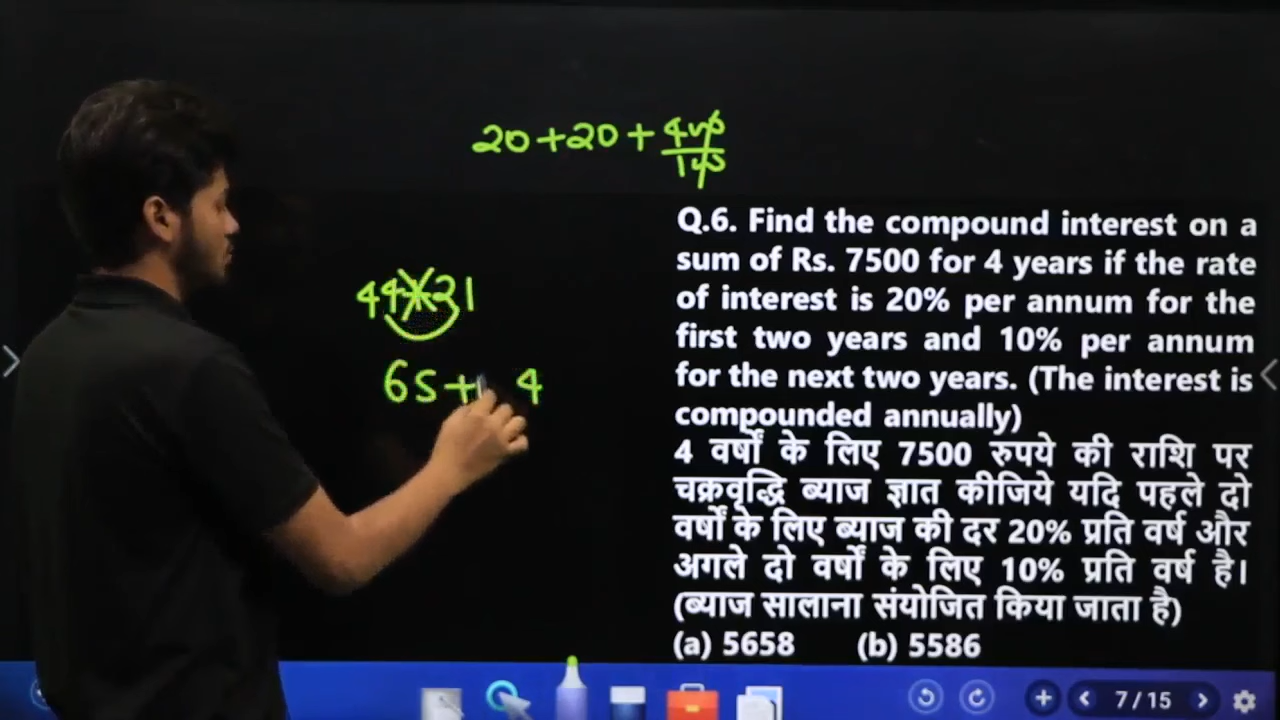 20+20+400/100
44×21
65+ 4
Q.6. Find the compound interest on a
sum of Rs. 7500 for 4 years if the rate
of interest is 20% per annum for the
first two years and 10% per annum
for the next two years. (The interest is
compounded annually)
4 वर्षों के लिए 7500 रुपये की राशि पर
चक्रवृद्धि ब्याज ज्ञात कीजिये यदि पहले दो
वर्षों के लिए ब्याज की दर 20% प्रति वर्ष और
अगले दो वर्षों के लिए 10% प्रति वर्ष है।
(ब्याज सालाना संयोजित किया जाता है)
(a) 5658 (b) 5586
7 / 15